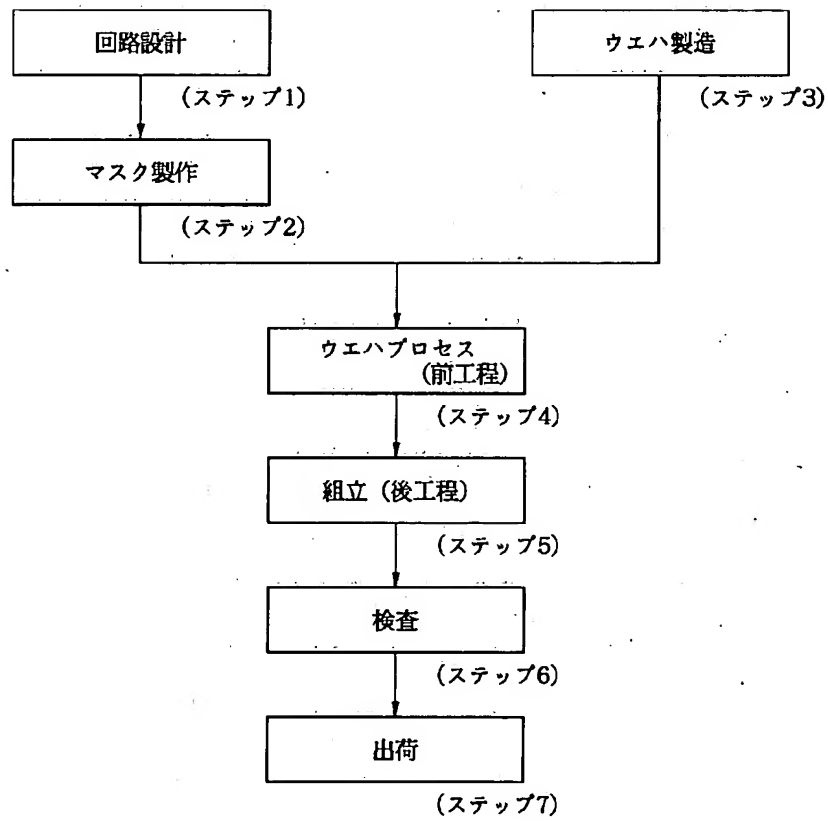 回路設計
(ステップ1)
ウエハ製造
(ステップ3)
マスク製作
(ステップ2)
ウエハプロセス
(前工程)
(ステップ4)
組立(後工程)
(ステップ5)
検査
(ステップ6)
出荷
(ステップ7)